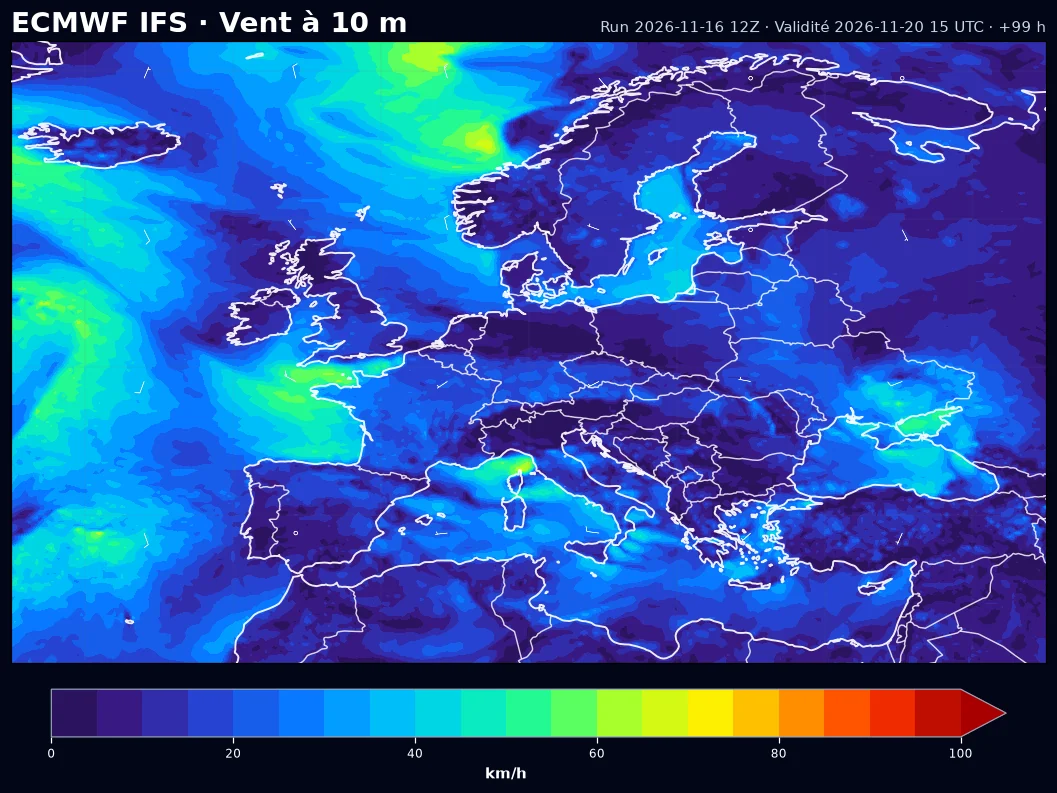 ECMWF IFS · Vent à 10 m
Run 2026-11-16 12Z · Validité 2026-11-20 15 UTC · +99 h
0 20 40 60 80 100
km/h